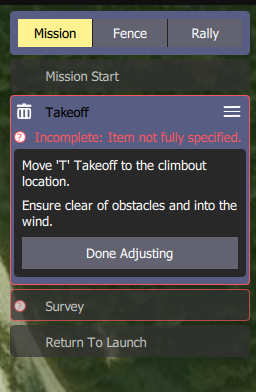 Mission Fence Rally
Mission Start
Takeoff
? Incomplete: Item not fully specified.
Move 'T' Takeoff to the climbout
location.
Ensure clear of obstacles and into the
wind.
Done Adjusting
? Survey
Return To Launch